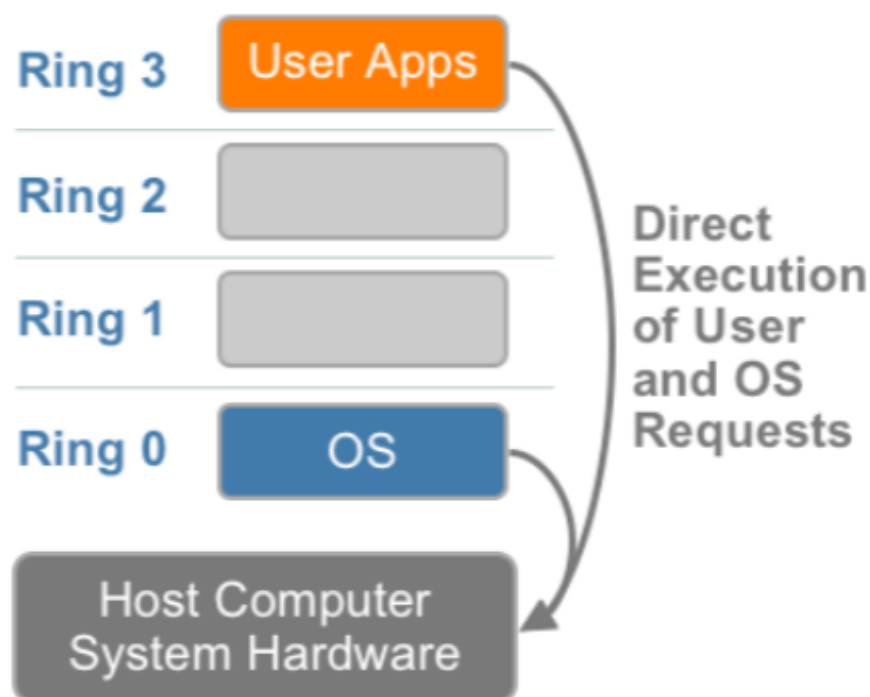 Ring 3
User Apps
Ring 2
Ring 1
Ring 0
OS
Direct
Execution
of User
and OS
Requests
Host Computer
System Hardware